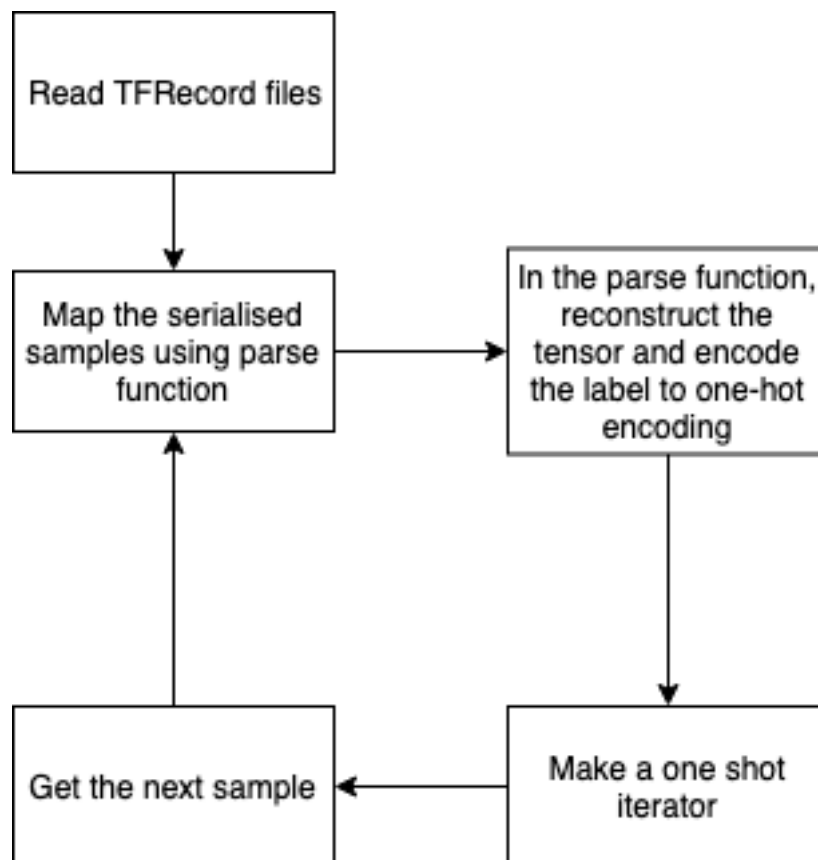 Read TFRecord files
Map the serialised
samples using parse
function
In the parse function,
reconstruct the
tensor and encode
the label to one-hot
encoding
Get the next sample
Make a one shot
iterator